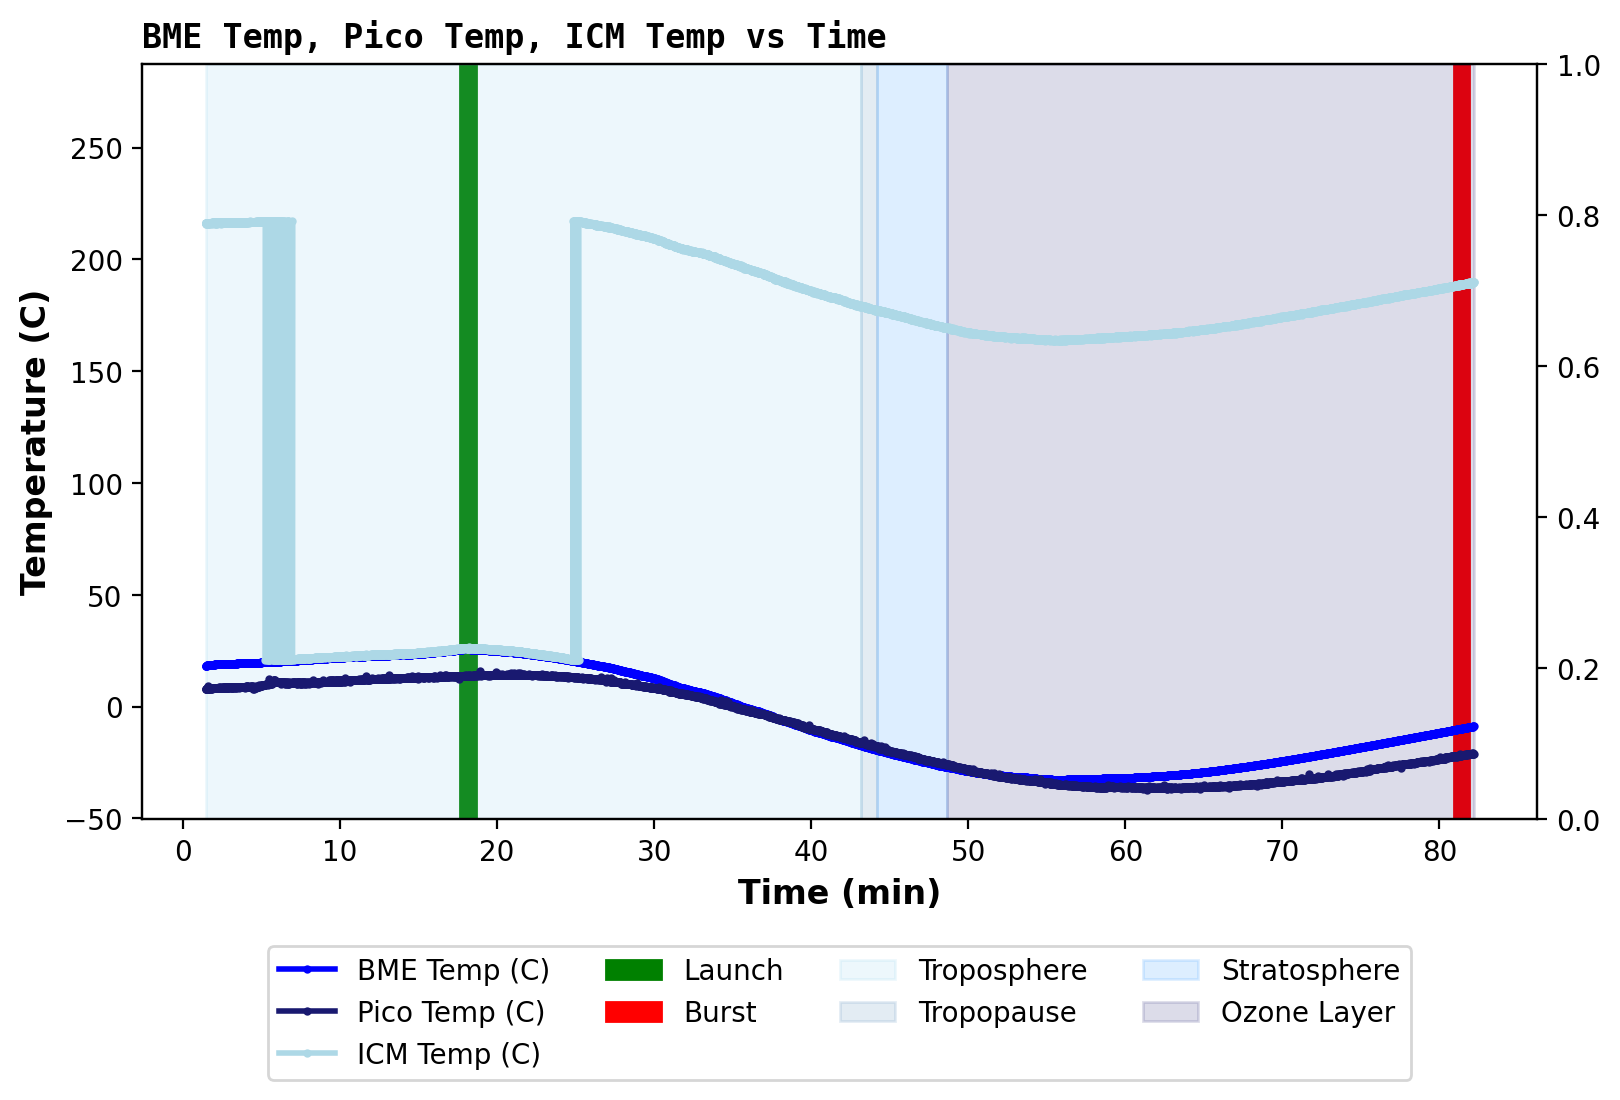 BME Temp, Pico Temp, ICM Temp vs Time
Temperature (C)
250
200
150
100
50
0
−50
1.0
0.8
0.6
0.4
0.2
0.0
0 10 20 30 40 50 60 70 80
Time (min)
BME Temp (C) Launch Troposphere Stratosphere
Pico Temp (C) Burst Tropopause Ozone Layer
ICM Temp (C)